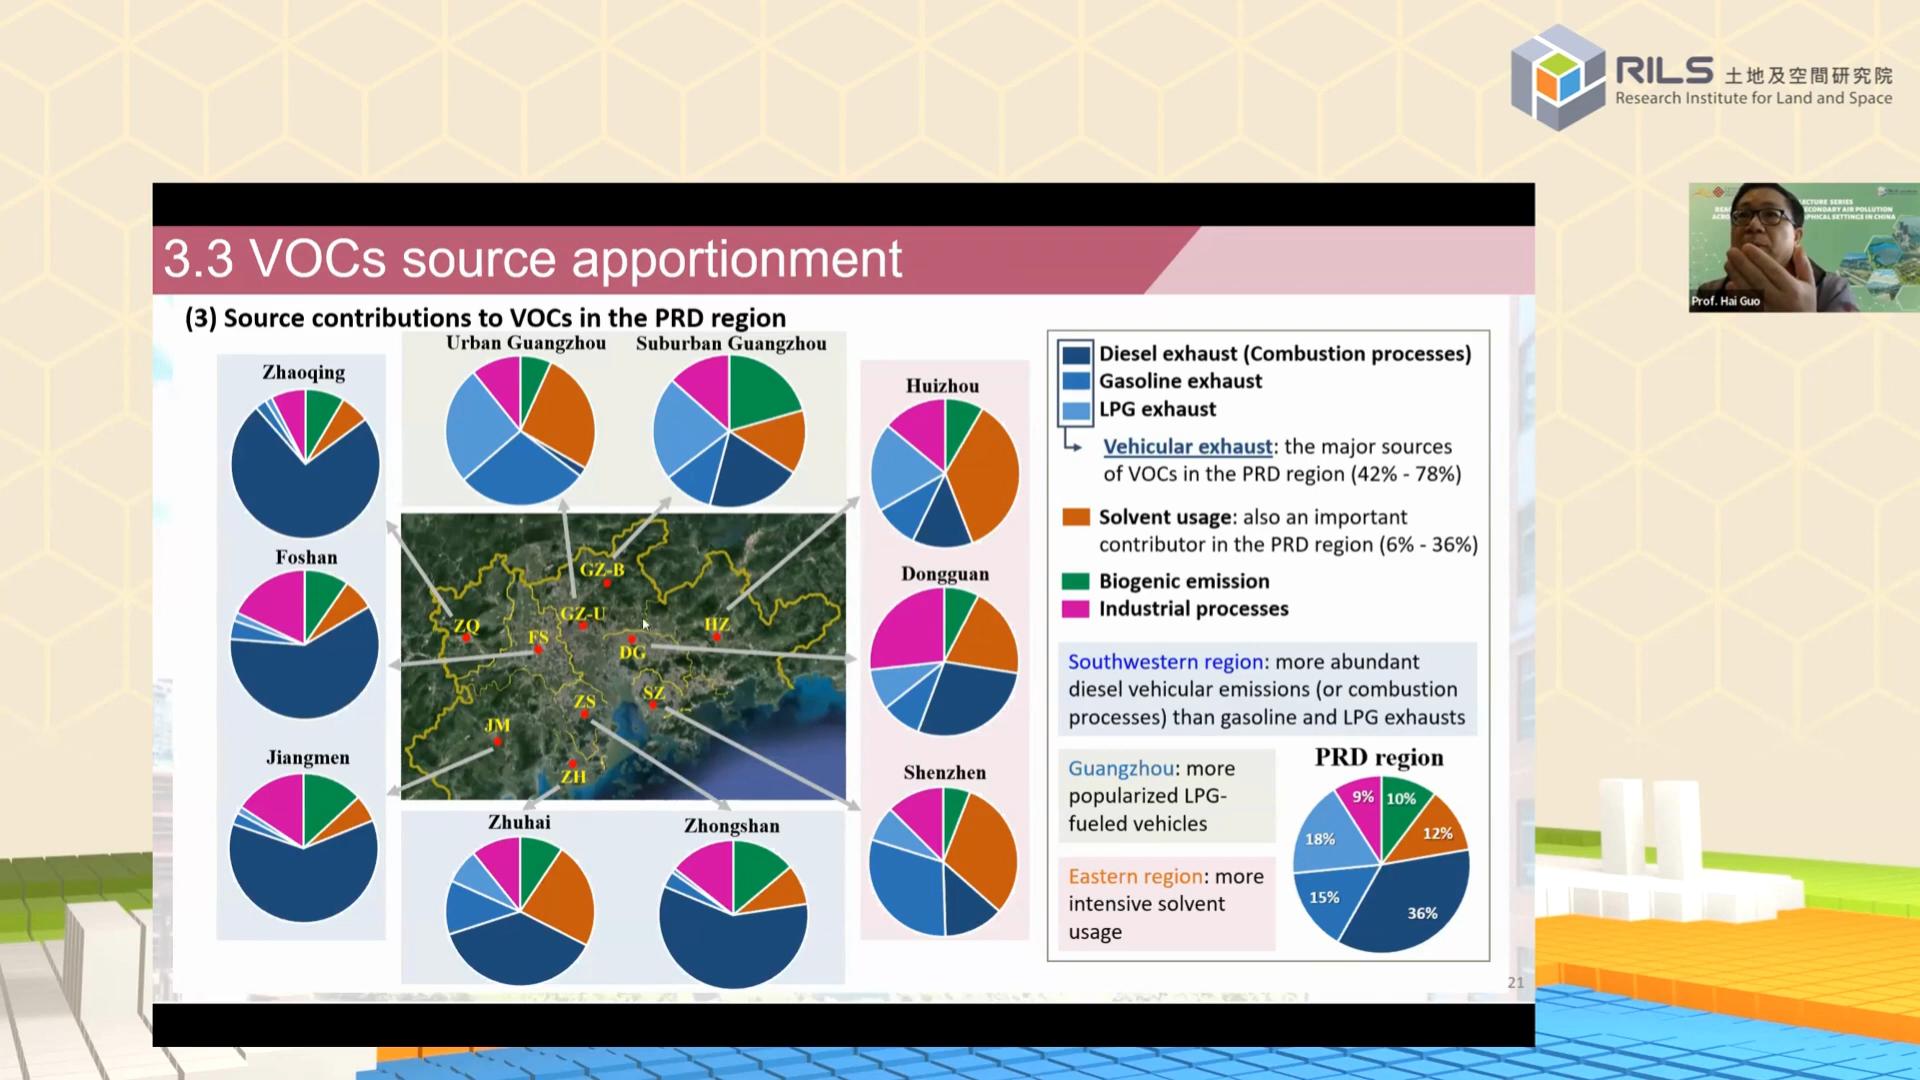 RILS 土地及空間研究院
Research Institute for Land and Space
LECTURE SERIES
SECONDARY AIR POLLUTION
Prof. Hai Guo
3.3 VOCs source apportionment
(3) Source contributions to VOCs in the PRD region
Zhaoqing
Foshan
Jiangmen
Urban Guangzhou
Suburban Guangzhou
GZ-B
GZ-U
ZQ
FS
HZ
DG
SZ
ZS
JM
ZH
Zhuhai
Zhongshan
Huizhou
Dongguan
Shenzhen
Diesel exhaust (Combustion processes)
Gasoline exhaust
LPG exhaust
Vehicular exhaust: the major sources
of VOCs in the PRD region (42% - 78%)
Solvent usage: also an important
contributor in the PRD region (6% - 36%)
Biogenic emission
Industrial processes
Southwestern region: more abundant
diesel vehicular emissions (or combustion
processes) than gasoline and LPG exhausts
Guangzhou: more
popularized LPG-
fueled vehicles
Eastern region: more
intensive solvent
usage
PRD region
9%
10%
12%
18%
15%
36%
21